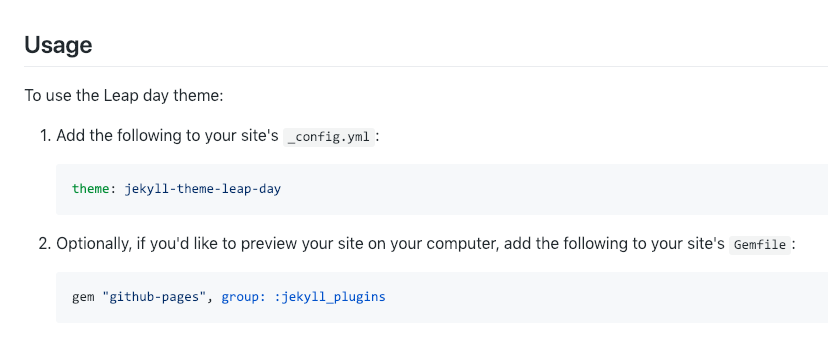 Usage
To use the Leap day theme:
1. Add the following to your site's _config.yml :
theme: jekyll-theme-leap-day
2. Optionally, if you'd like to preview your site on your computer, add the following to your site's Gemfile :
gem "github-pages", group: :jekyll_plugins